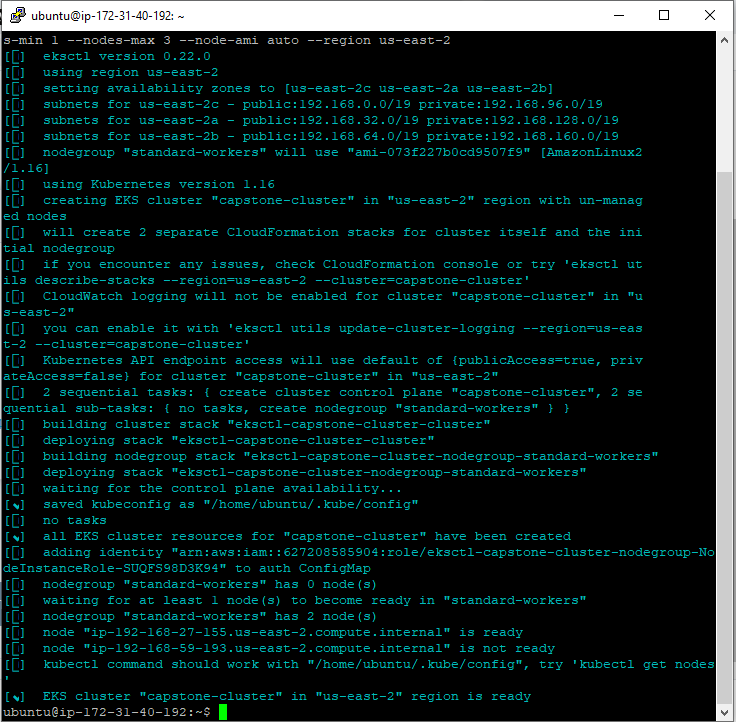 ubuntu@ip-172-31-40-192: ~
s-min 1 --nodes-max 3 --node-ami auto --region us-east-2
[ ]  eksctl version 0.22.0
[ ]  using region us-east-2
[ ]  setting availability zones to [us-east-2c us-east-2a us-east-2b]
[ ]  subnets for us-east-2c - public:192.168.0.0/19 private:192.168.96.0/19
[ ]  subnets for us-east-2a - public:192.168.32.0/19 private:192.168.128.0/19
[ ]  subnets for us-east-2b - public:192.168.64.0/19 private:192.168.160.0/19
[ ]  nodegroup "standard-workers" will use "ami-073f227b0cd9507f9" [AmazonLinux2
/1.16]
[ ]  using Kubernetes version 1.16
[ ]  creating EKS cluster "capstone-cluster" in "us-east-2" region with un-manag
ed nodes
[ ]  will create 2 separate CloudFormation stacks for cluster itself and the ini
tial nodegroup
[ ]  if you encounter any issues, check CloudFormation console or try 'eksctl ut
ils describe-stacks --region=us-east-2 --cluster=capstone-cluster'
[ ]  CloudWatch logging will not be enabled for cluster "capstone-cluster" in "u
s-east-2"
[ ]  you can enable it with 'eksctl utils update-cluster-logging --region=us-eas
t-2 --cluster=capstone-cluster'
[ ]  Kubernetes API endpoint access will use default of {publicAccess=true, priv
ateAccess=false} for cluster "capstone-cluster" in "us-east-2"
[ ]  2 sequential tasks: { create cluster control plane "capstone-cluster", 2 se
quential sub-tasks: { no tasks, create nodegroup "standard-workers" } }
[ ]  building cluster stack "eksctl-capstone-cluster-cluster"
[ ]  deploying stack "eksctl-capstone-cluster-cluster"
[ ]  building nodegroup stack "eksctl-capstone-cluster-nodegroup-standard-workers"
[ ]  deploying stack "eksctl-capstone-cluster-nodegroup-standard-workers"
[ ]  waiting for the control plane availability...
[✔]  saved kubeconfig as "/home/ubuntu/.kube/config"
[ ]  no tasks
[✔]  all EKS cluster resources for "capstone-cluster" have been created
[ ]  adding identity "arn:aws:iam::627208585904:role/eksctl-capstone-cluster-nodegroup-No
deInstanceRole-SUQFS98D3K94" to auth ConfigMap
[ ]  nodegroup "standard-workers" has 0 node(s)
[ ]  waiting for at least 1 node(s) to become ready in "standard-workers"
[ ]  nodegroup "standard-workers" has 2 node(s)
[ ]  node "ip-192-168-27-155.us-east-2.compute.internal" is ready
[ ]  node "ip-192-168-59-193.us-east-2.compute.internal" is not ready
[ ]  kubectl command should work with "/home/ubuntu/.kube/config", try 'kubectl get nodes
'
[✔]  EKS cluster "capstone-cluster" in "us-east-2" region is ready
ubuntu@ip-172-31-40-192:~$